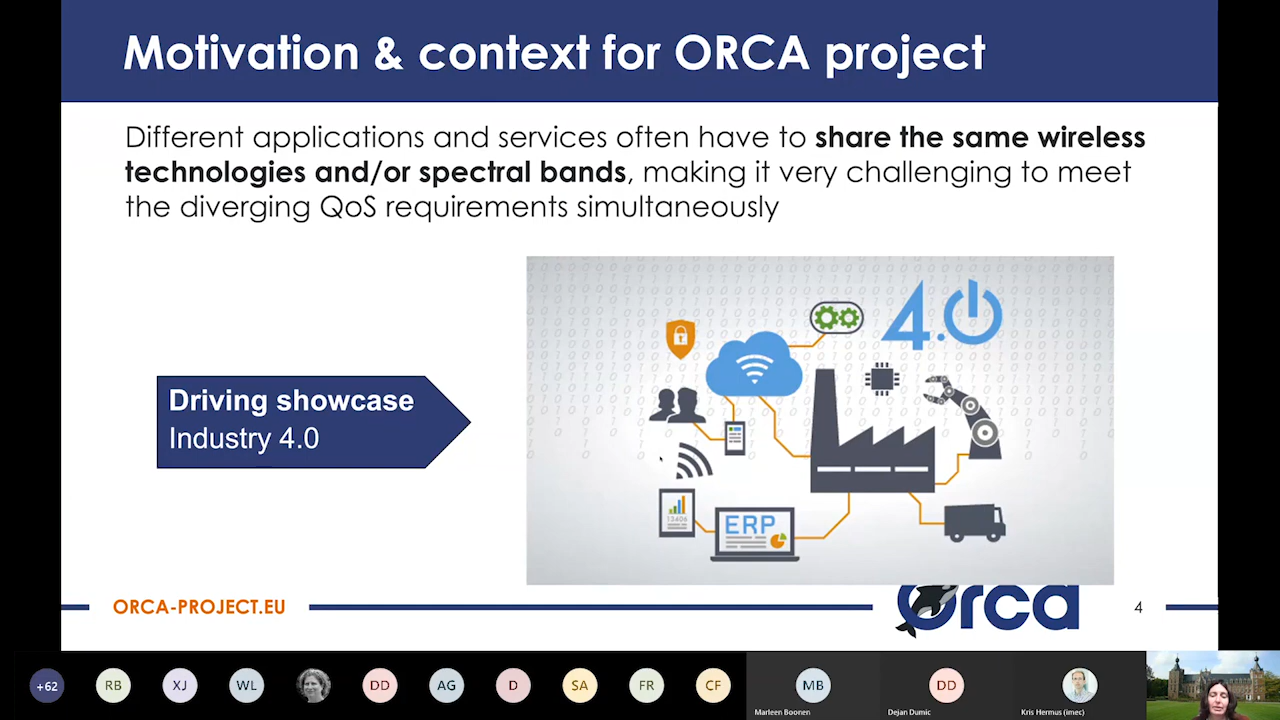 Motivation & context for ORCA project
Different applications and services often have to share the same wireless
technologies and/or spectral bands, making it very challenging to meet
the diverging QoS requirements simultaneously
4.0
Driving showcase
Industry 4.0
13406
ERP
ORCA-PROJECT.EU
Orca
4
+62
RB
XJ
WL
DD
AG
D
SA
FR
CF
MB
DD
Marleen Boonen
Dejan Dumic
Kris Hermus (imec)